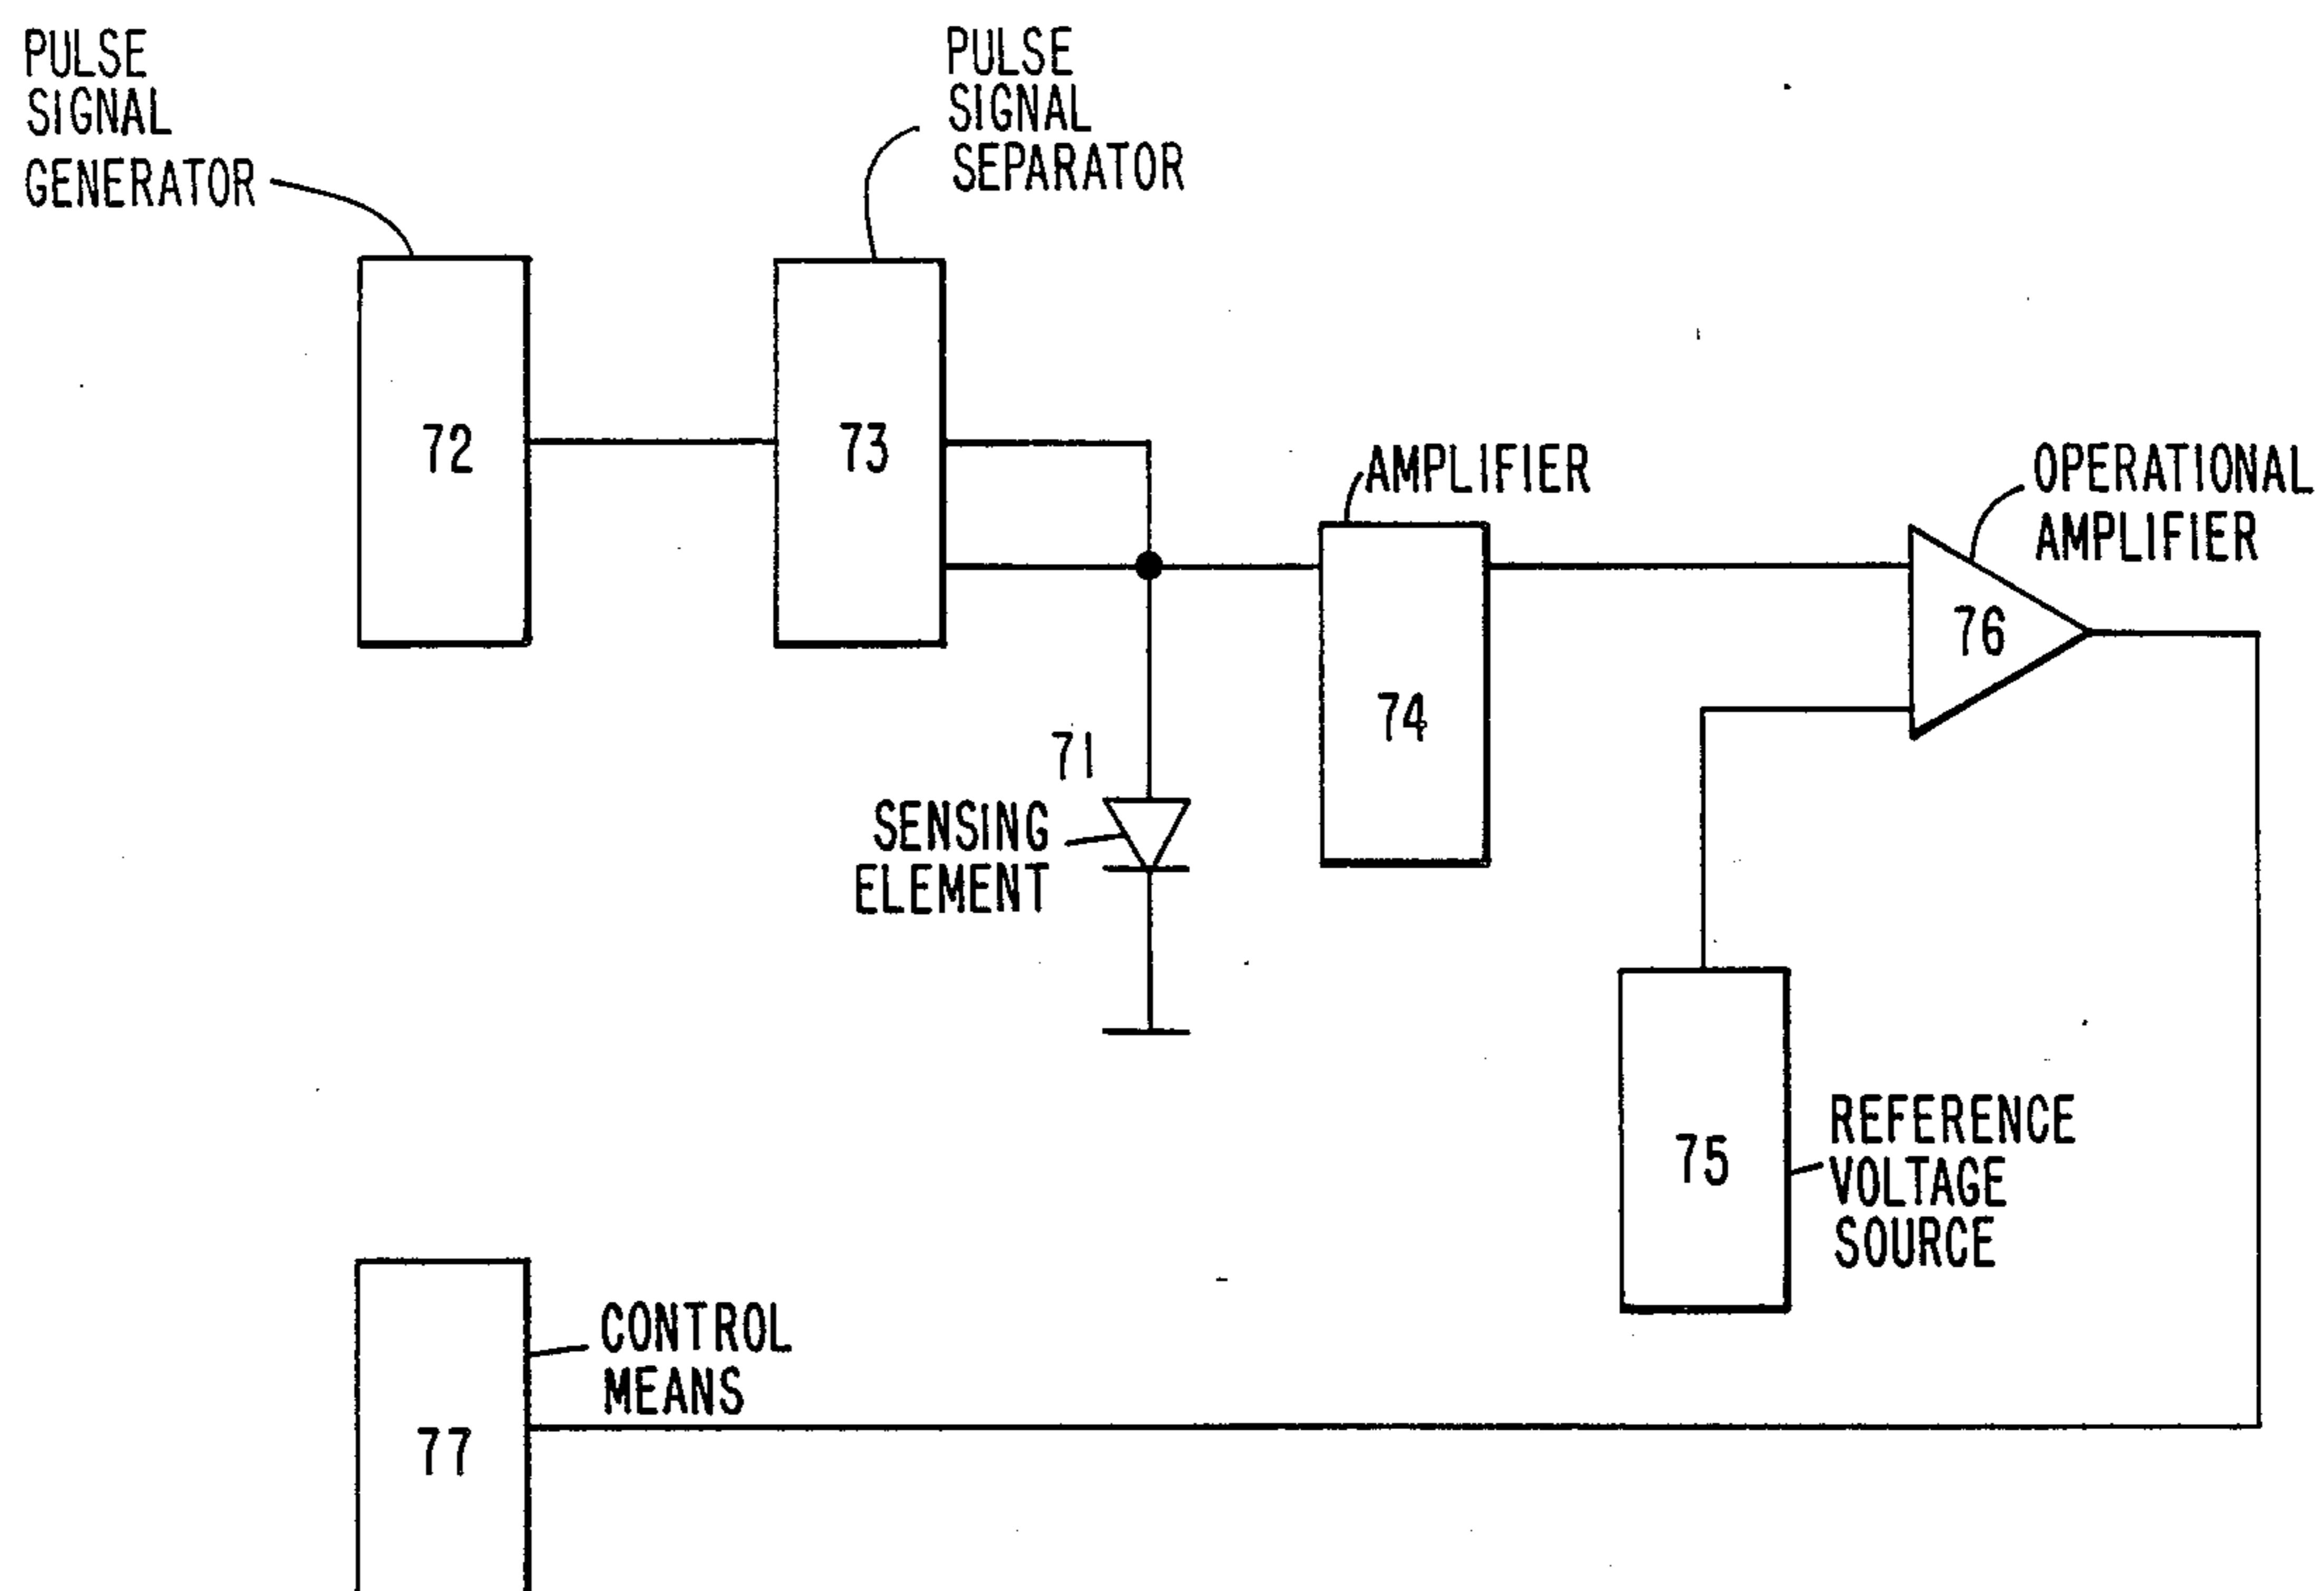 PULSE
SIGNAL
GENERATOR
PULSE
SIGNAL
SEPARATOR
72
73
AMPLIFIER
OPERATIONAL
AMPLIFIER
76
74
71
SENSING
ELEMENT
75
REFERENCE
VOLTAGE
SOURCE
CONTROL
MEANS
77